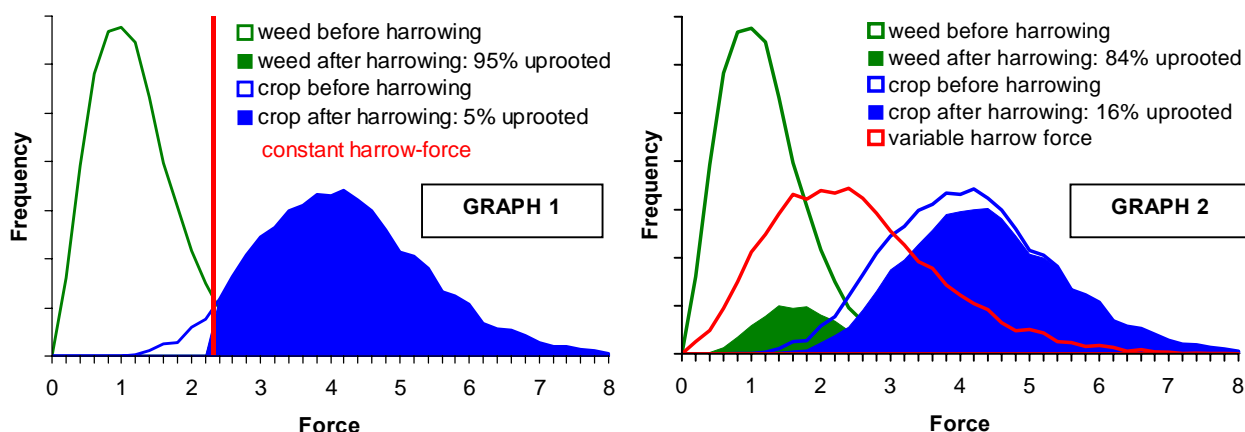 weed before harrowing
weed after harrowing: 95% uprooted
crop before harrowing
crop after harrowing: 5% uprooted
constant harrow-force
GRAPH 1
Frequency
0 1 2 3 4 5 6 7 8
Force
weed before harrowing
weed after harrowing: 84% uprooted
crop before harrowing
crop after harrowing: 16% uprooted
variable harrow force
GRAPH 2
Frequency
0 1 2 3 4 5 6 7 8
Force